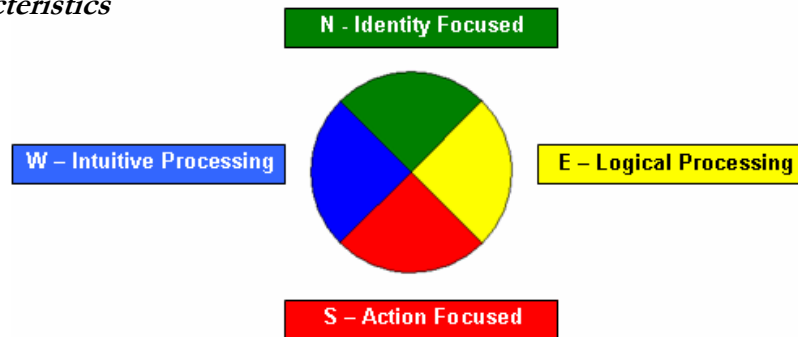 N - Identity Focused
W – Intuitive Processing
E – Logical Processing
S – Action Focused